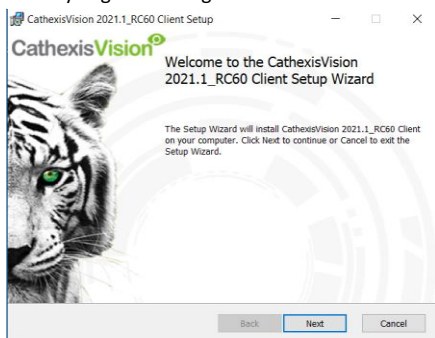 CathexisVision 2021.1_RC60 Client Setup
CathexisVision
Welcome to the CathexisVision
2021.1_RC60 Client Setup Wizard
The Setup Wizard will install CathexisVision 2021.1_RC60 Client
on your computer. Click Next to continue or Cancel to exit the
Setup Wizard.
Back Next Cancel